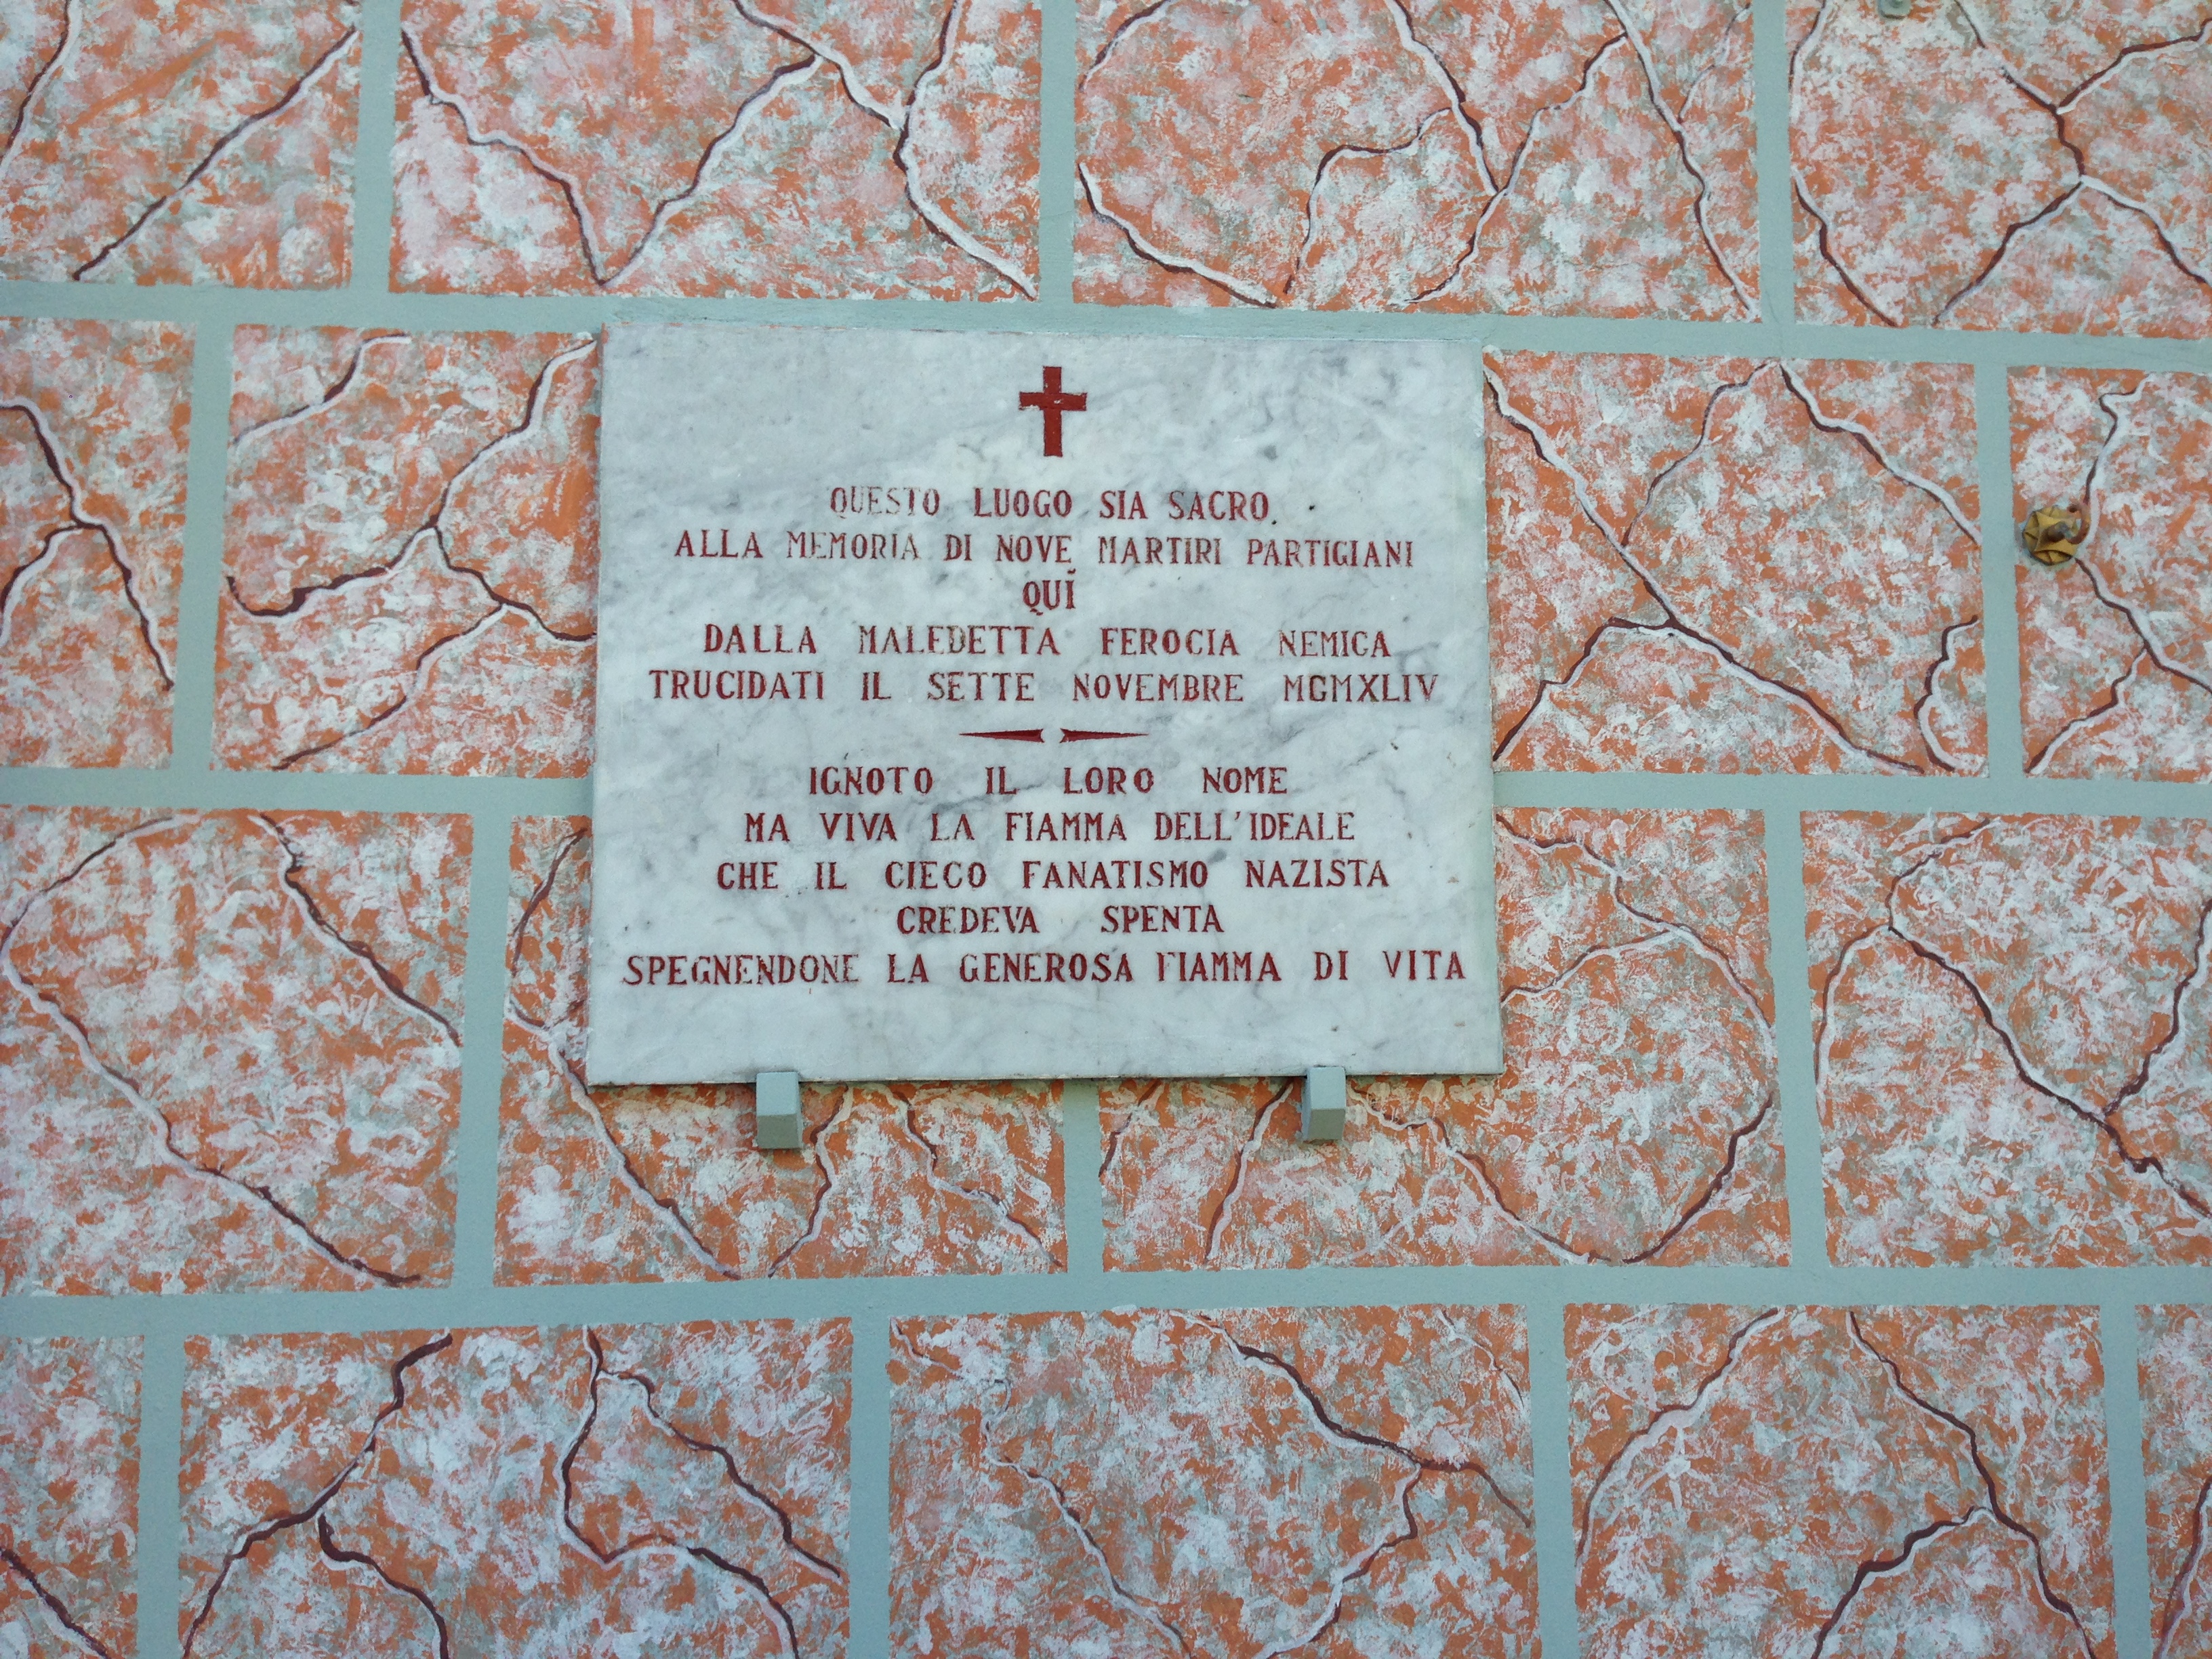 QUESTO LUOGO SIA SACRO
ALLA MEMORIA DI NOVE MARTIRI PARTIGIANI
QUI
DALLA MALEDETTA FEROCIA NEMICA
TRUCIDATI IL SETTE NOVEMBRE MCMXLIV
IGNOTO IL LORO NOME
MA VIVA LA FIAMMA DELL'IDEALE
CHE IL CIECO FANATISMO NAZISTA
CREDEVA SPENTA
SPEGNENDONE LA GENEROSA FIAMMA DI VITA